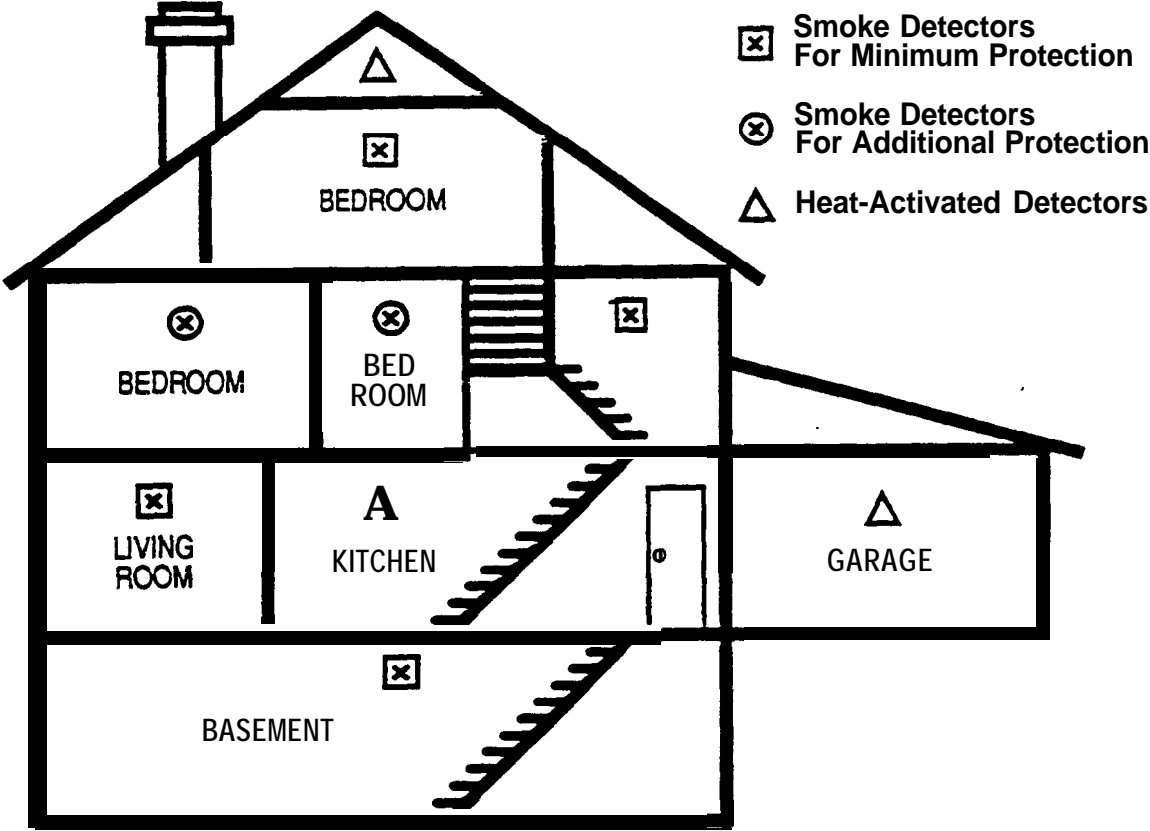 Smoke Detectors
For Minimum Protection
Smoke Detectors
For Additional Protection
Heat-Activated Detectors
BEDROOM
BEDROOM
BED
ROOM
LIVING
ROOM
A
KITCHEN
GARAGE
BASEMENT